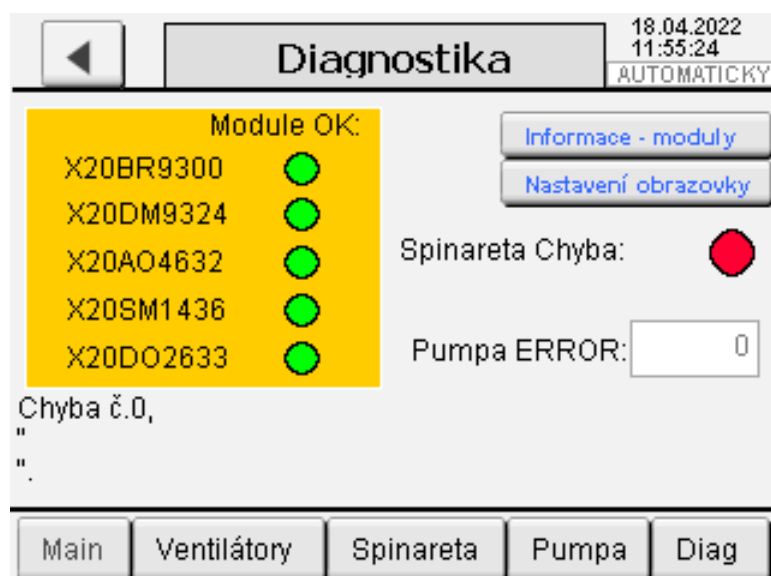 Diagnostika
18.04.2022
11:55:24
AUTOMATICKY
Module OK:
X20BR9300
X20DM9324
X20AO4632
X20SM1436
X20DO2633
Informace - moduly
Nastavení obrazovky
Spinareta Chyba:
Pumpa ERROR: 0
Chyba č.0,
"
".
Main Ventilátory Spinareta Pumpa Diag